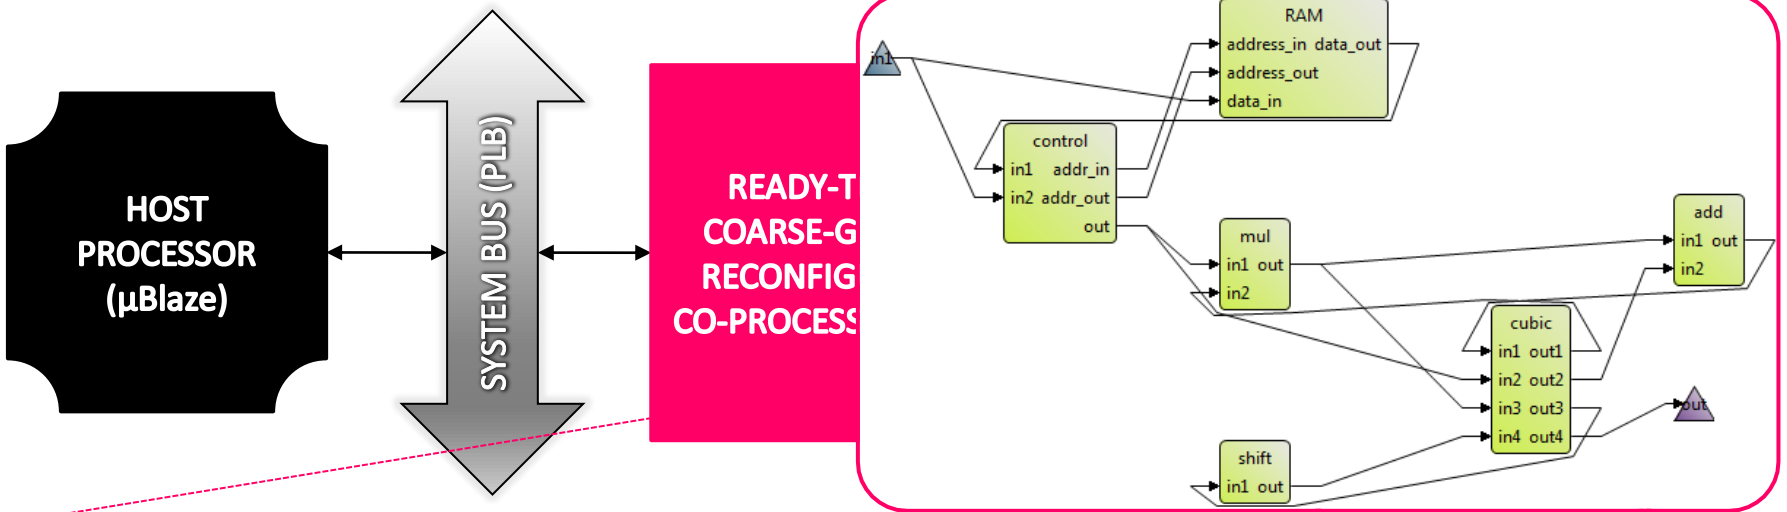 HOST
PROCESSOR
(µBlaze)
SYSTEM BUS (PLB)
READY-T
COARSE-G
RECONFIG
CO-PROCESS
in1
RAM
address_in data_out
address_out
data_in
control
in1 addr_in
in2 addr_out
out
mul
in1 out
in2
add
in1 out
in2
cubic
in1 out1
in2 out2
in3 out3
in4 out4
out
shift
in1 out